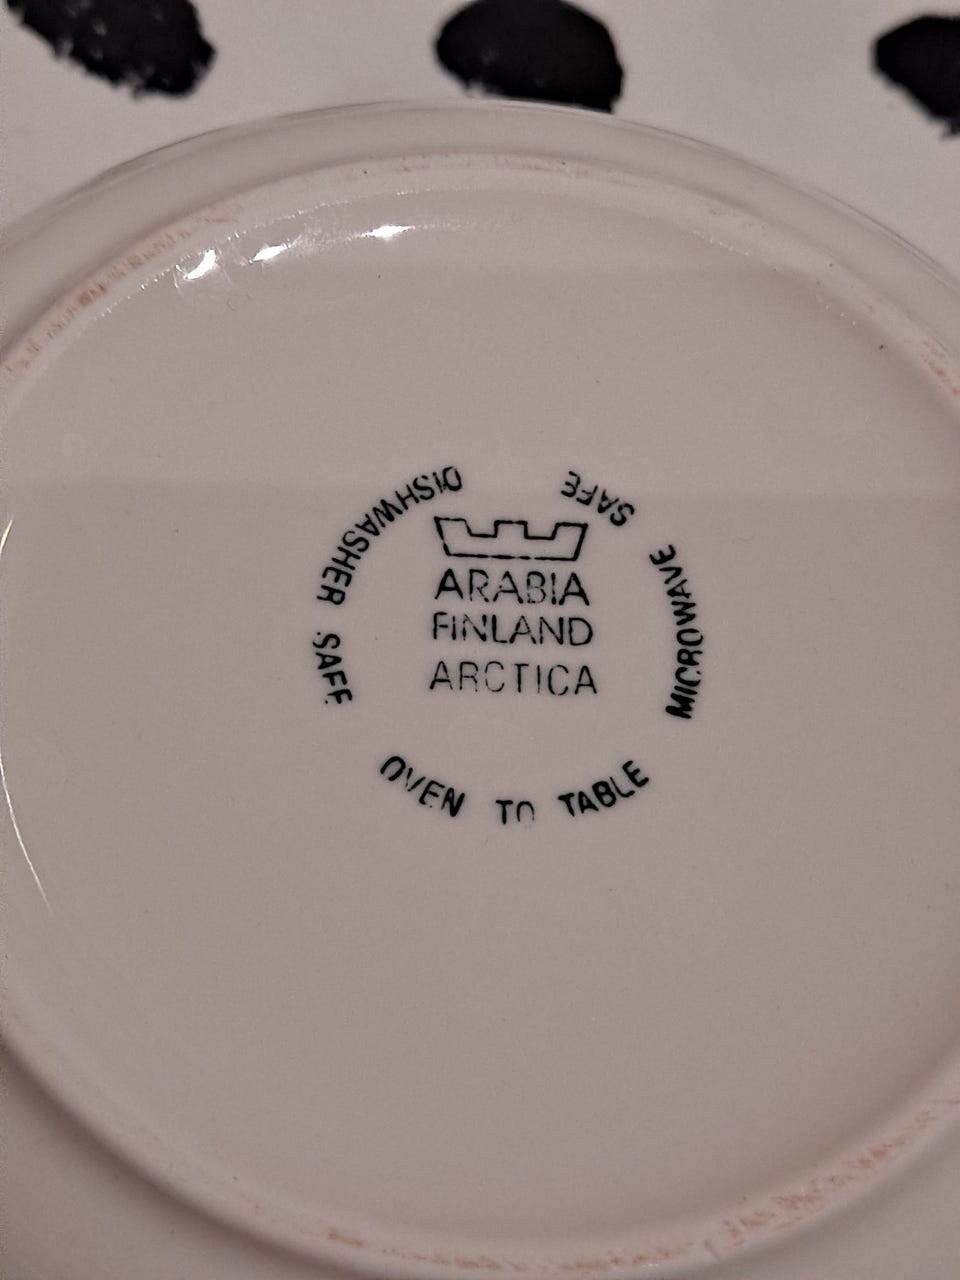 ARABIA
FINLAND
ARCTICA
DISHWASHER SAFE
OVEN TO TABLE
MICROWAVE SAFE